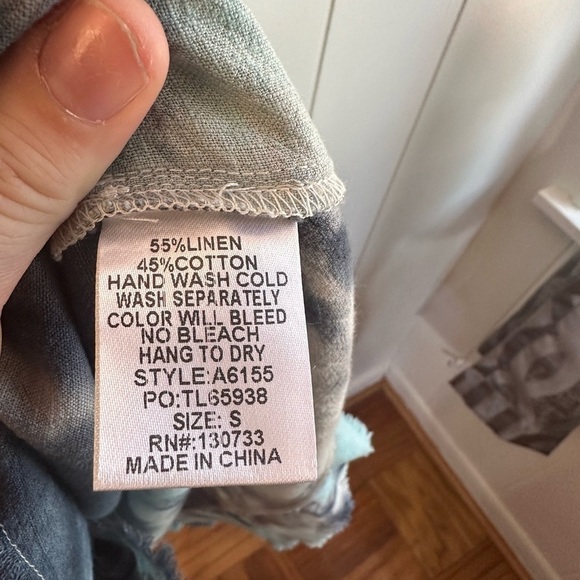 55%LINEN
45%COTTON
HAND WASH COLD
WASH SEPARATELY
COLOR WILL BLEED
NO BLEACH
HANG TO DRY
STYLE:A6155
PO:TL65938
SIZE: S
RN#:130733
MADE IN CHINA